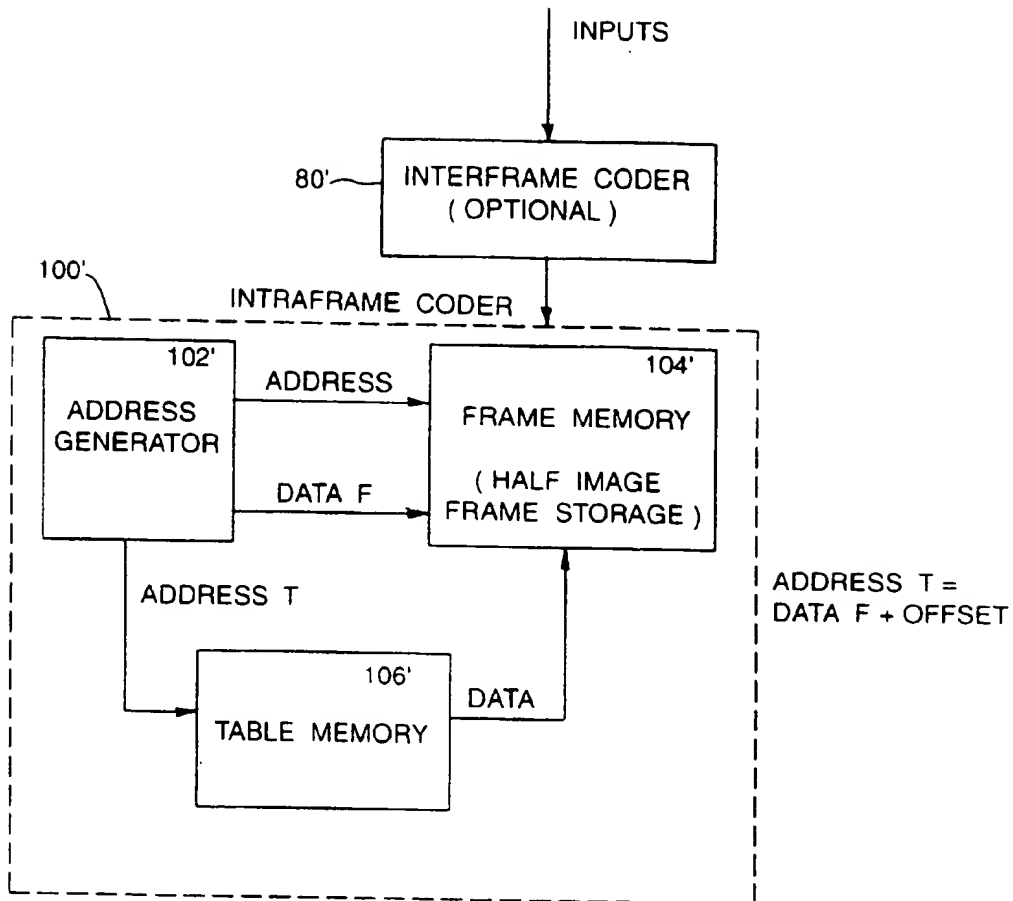 INPUTS
80'
INTERFRAME CODER
( OPTIONAL )
100'
INTRAFRAME CODER
102'
ADDRESS
GENERATOR
ADDRESS
DATA F
104'
FRAME MEMORY
( HALF IMAGE
FRAME STORAGE )
ADDRESS T
ADDRESS T =
DATA F + OFFSET
106'
TABLE MEMORY
DATA